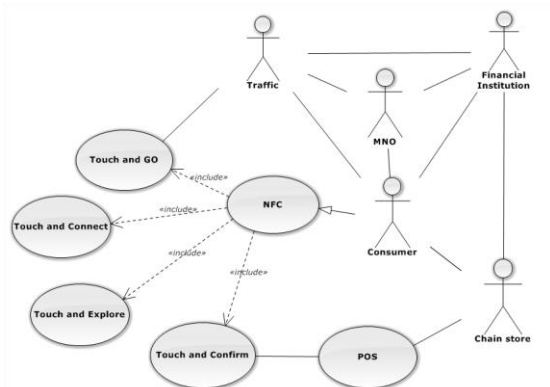 Traffic
Financial
Institution
MNO
Touch and GO
«include»
NFC
«include»
Touch and Connect
Consumer
«include»
«include»
Touch and Explore
Chain store
Touch and Confirm
POS